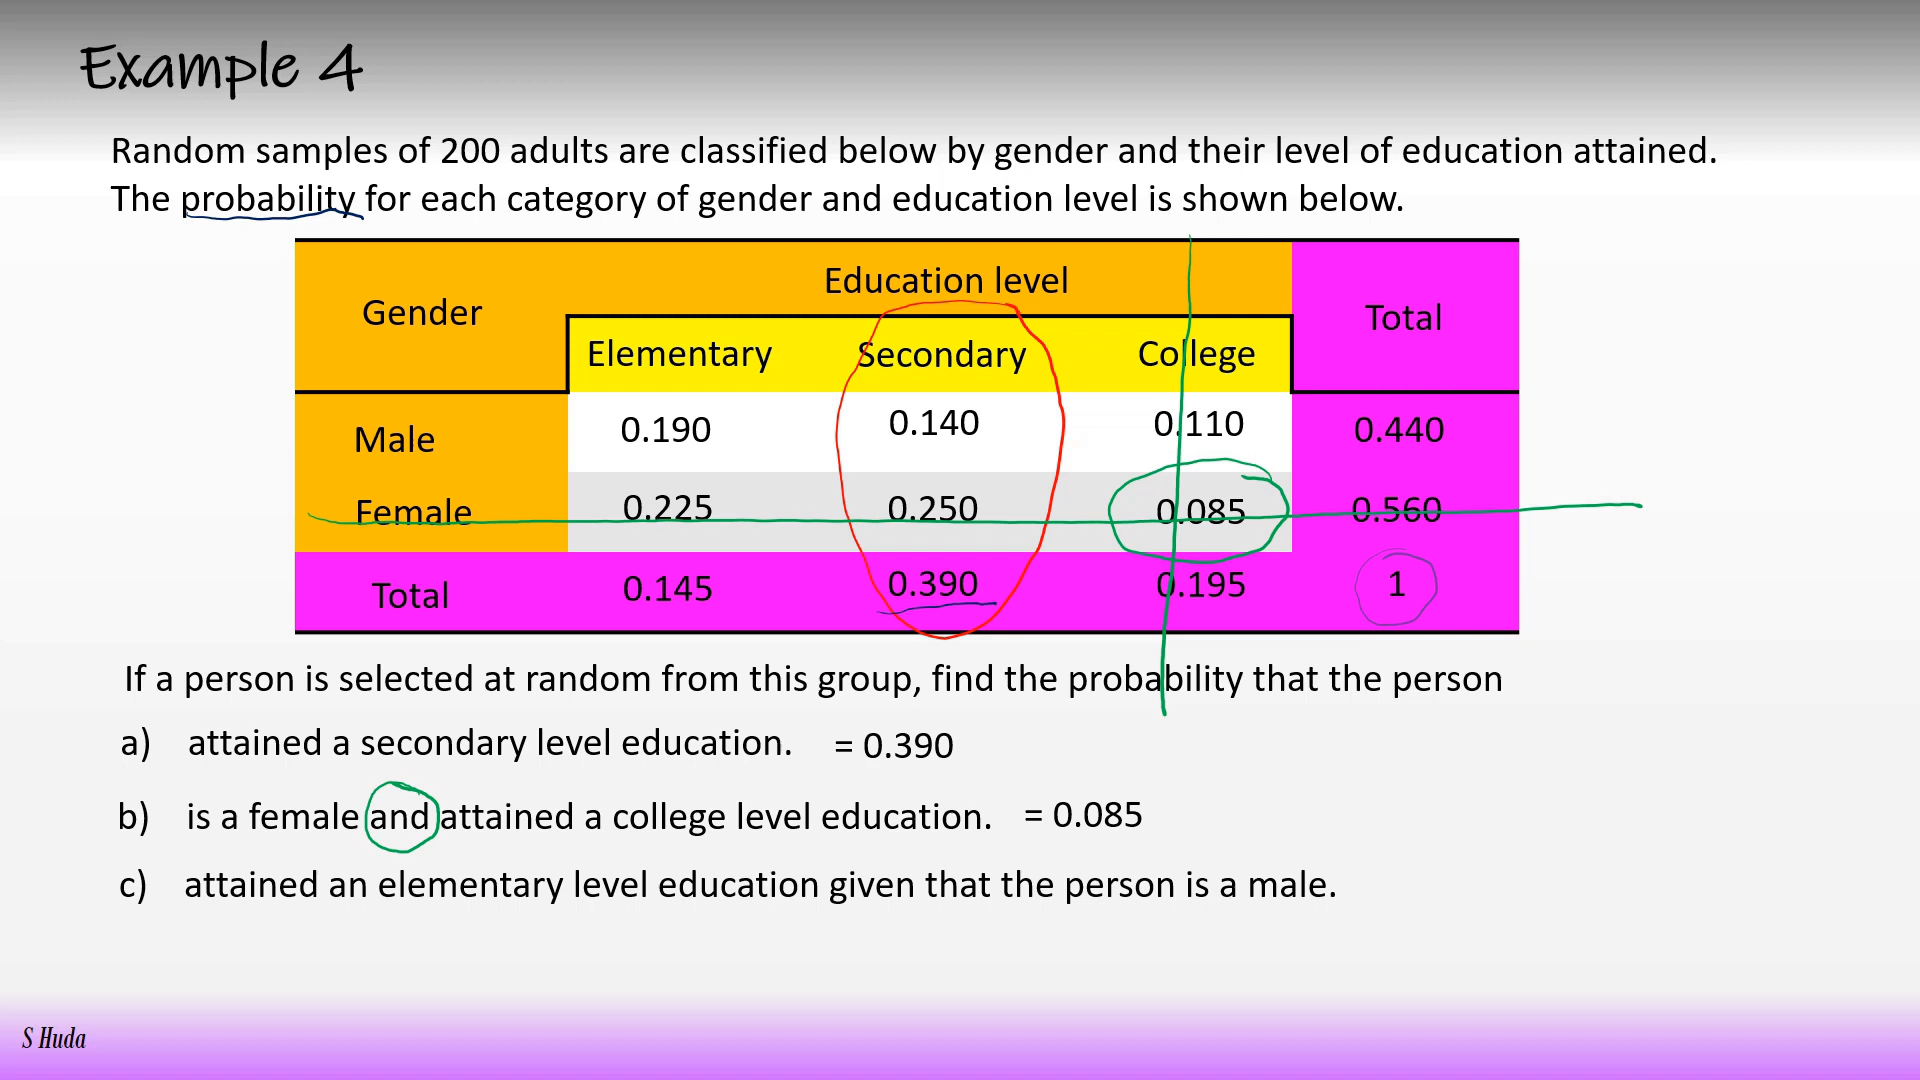 Example 4
Random samples of 200 adults are classified below by gender and their level of education attained.
The probability for each category of gender and education level is shown below.
Gender Education level Total
Elementary Secondary College
Male 0.190 0.140 0.110 0.440
Female 0.225 0.250 0.085 0.560
Total 0.145 0.390 0.195 1
If a person is selected at random from this group, find the probability that the person
a) attained a secondary level education. = 0.390
b) is a female and attained a college level education. = 0.085
c) attained an elementary level education given that the person is a male.
S Huda